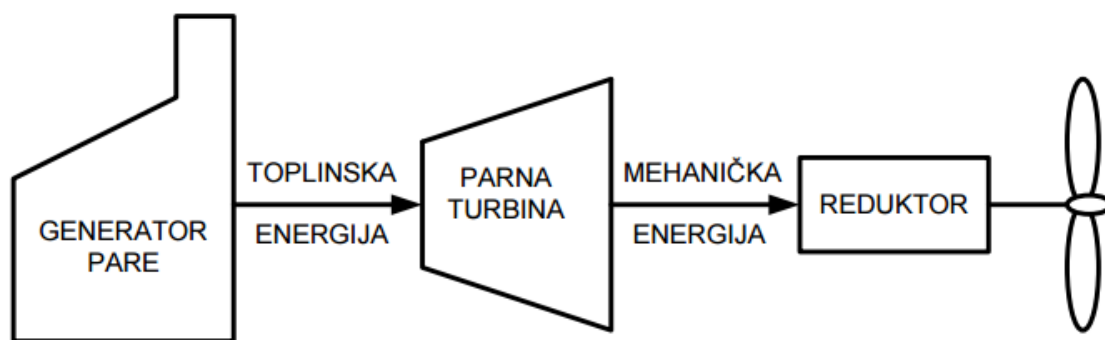 GENERATOR
PARE
TOPLINSKA
ENERGIJA
PARNA
TURBINA
MEHANIČKA
ENERGIJA
REDUKTOR